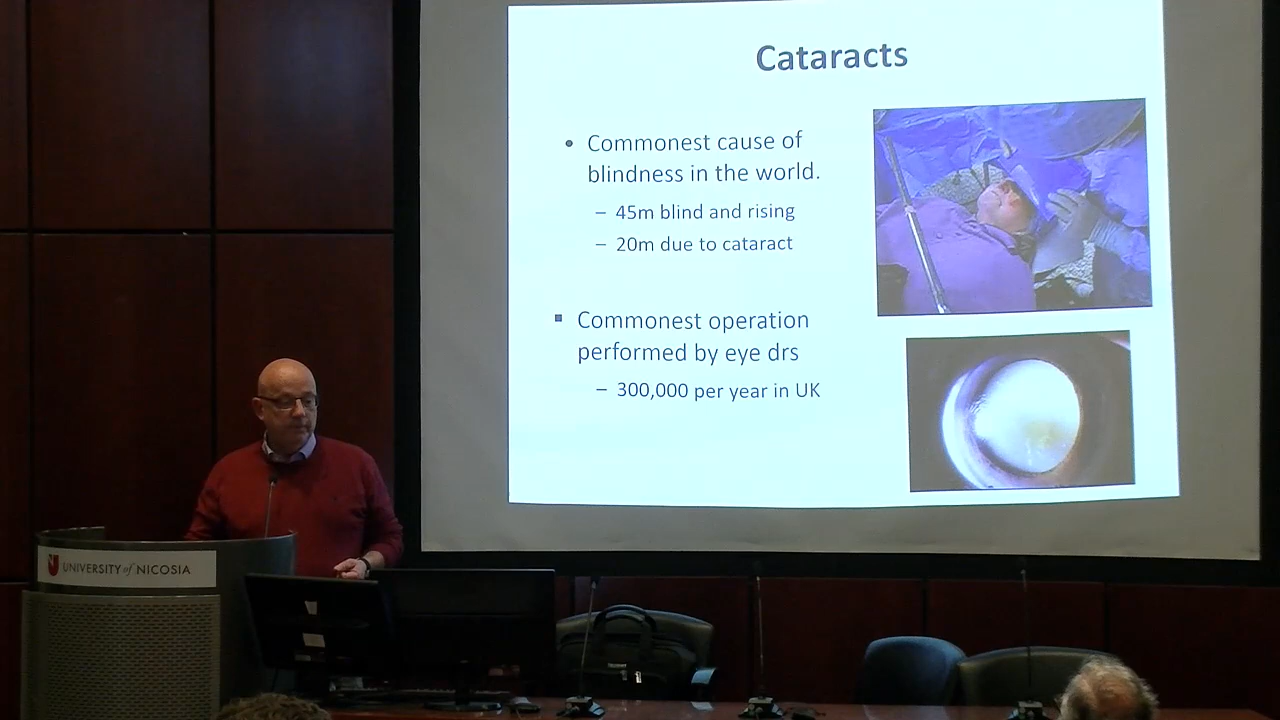 Cataracts
• Commonest cause of
blindness in the world.
– 45m blind and rising
– 20m due to cataract
▪ Commonest operation
performed by eye drs
– 300,000 per year in UK
UNIVERSITY of NICOSIA